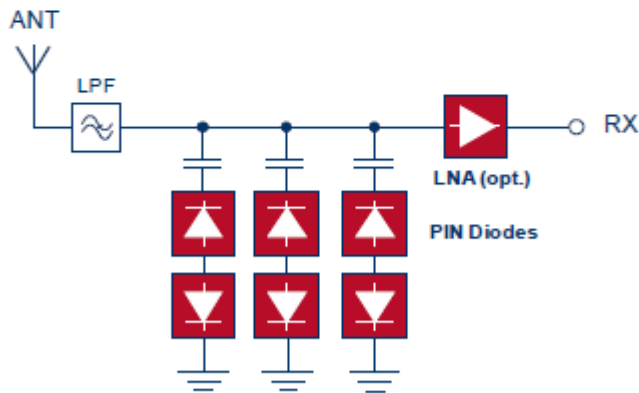 ANT
LPF
RX
LNA (opt.)
PIN Diodes